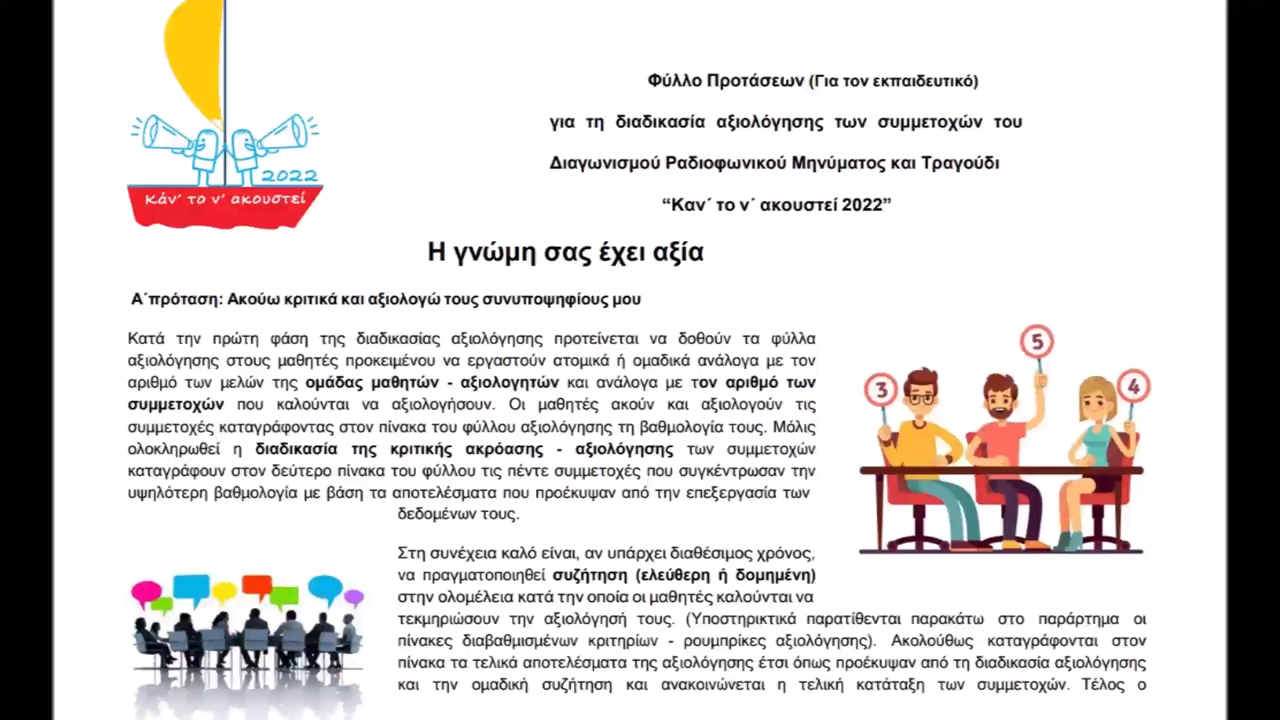 2022
κάν΄ το ν΄ ακουστεί
Φύλλο Προτάσεων (Για τον εκπαιδευτικό)
για τη διαδικασία αξιολόγησης των συμμετοχών του
Διαγωνισμού Ραδιοφωνικού Μηνύματος και Τραγούδι
“Καν΄ το ν΄ ακουστεί 2022”
Η γνώμη σας έχει αξία
Α΄πρόταση: Ακούω κριτικά και αξιολογώ τους συνυποψηφίους μου
Κατά την πρώτη φάση της διαδικασίας αξιολόγησης προτείνεται να δοθούν τα φύλλα
αξιολόγησης στους μαθητές προκειμένου να εργαστούν ατομικά ή ομαδικά ανάλογα με τον
αριθμό των μελών της ομάδας μαθητών - αξιολογητών και ανάλογα με τον αριθμό των
συμμετοχών που καλούνται να αξιολογήσουν. Οι μαθητές ακούν και αξιολογούν τις
συμμετοχές καταγράφοντας στον πίνακα του φύλλου αξιολόγησης τη βαθμολογία τους. Μόλις
ολοκληρωθεί η διαδικασία της κριτικής ακρόασης - αξιολόγησης των συμμετοχών
καταγράφουν στον δεύτερο πίνακα του φύλλου τις πέντε συμμετοχές που συγκέντρωσαν την
υψηλότερη βαθμολογία με βάση τα αποτελέσματα που προέκυψαν από την επεξεργασία των
δεδομένων τους.
3
5
4
Στη συνέχεια καλό είναι, αν υπάρχει διαθέσιμος χρόνος,
να πραγματοποιηθεί συζήτηση (ελεύθερη ή δομημένη)
στην ολομέλεια κατά την οποία οι μαθητές καλούνται να
τεκμηριώσουν την αξιολόγησή τους. (Υποστηρικτικά παρατίθενται παρακάτω στο παράρτημα οι
πίνακες διαβαθμισμένων κριτηρίων - ρουμπρίκες αξιολόγησης). Ακολούθως καταγράφονται στον
πίνακα τα τελικά αποτελέσματα της αξιολόγησης έτσι όπως προέκυψαν από τη διαδικασία αξιολόγησης
και την ομαδική συζήτηση και ανακοινώνεται η τελική κατάταξη των συμμετοχών. Τέλος ο